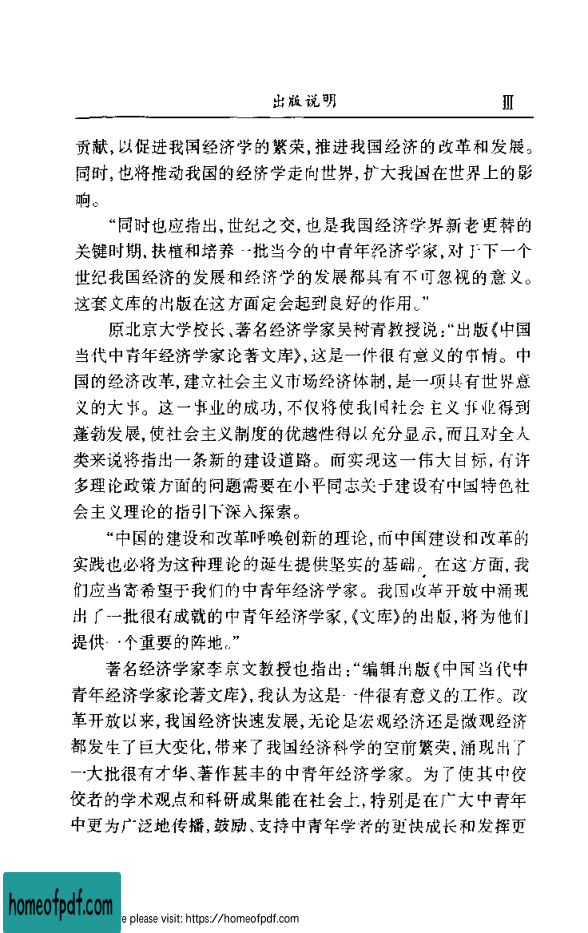 出版说明 Ⅲ
贡献,以促进我国经济学的繁荣,推进我国经济的改革和发展。
同时,也将推动我国的经济学走向世界,扩大我国在世界上的影
响。
“同时也应指出,世纪之交,也是我国经济学界新老更替的
关键时期,扶植和培养一批当今的中青年经济学家,对于下一个
世纪我国经济的发展和经济学的发展都具有不可忽视的意义。
这套文库的出版在这方面定会起到良好的作用。”
原北京大学校长、著名经济学家吴树青教授说:“出版《中国
当代中青年经济学家论著文库》,这是一件很有意义的事情。中
国的经济改革,建立社会主义市场经济体制,是一项具有世界意
义的大事。这一事业的成功,不仅将使我国社会主义事业得到
蓬勃发展,使社会主义制度的优越性得以充分显示,而且对全人
类来说将指出一条新的建设道路。而实现这一伟大目标,有许
多理论政策方面的问题需要在小平同志关于建设有中国特色社
会主义理论的指引下深入探索。
“中国的建设和改革呼唤创新的理论,而中国建设和改革的
实践也必将为这种理论的诞生提供坚实的基础。在这方面,我
们应当寄希望于我们的中青年经济学家。我国改革开放中涌现
出了一批很有成就的中青年经济学家,《文库》的出版,将为他们
提供一个重要的阵地。”
著名经济学家李京文教授也指出:“编辑出版《中国当代中
青年经济学家论著文库》,我认为这是一件很有意义的工作。改
革开放以来,我国经济快速发展,无论是宏观经济还是微观经济
都发生了巨大变化,带来了我国经济科学的空前繁荣,涌现出了
一大批很有才华、著作甚丰的中青年经济学家。为了使其中佼
佼者的学术观点和科研成果能在社会上,特别是在广大中青年
中更为广泛地传播,鼓励、支持中青年学者的更快成长和发挥更
homeofpdf.com
re please visit: https://homeofpdf.com